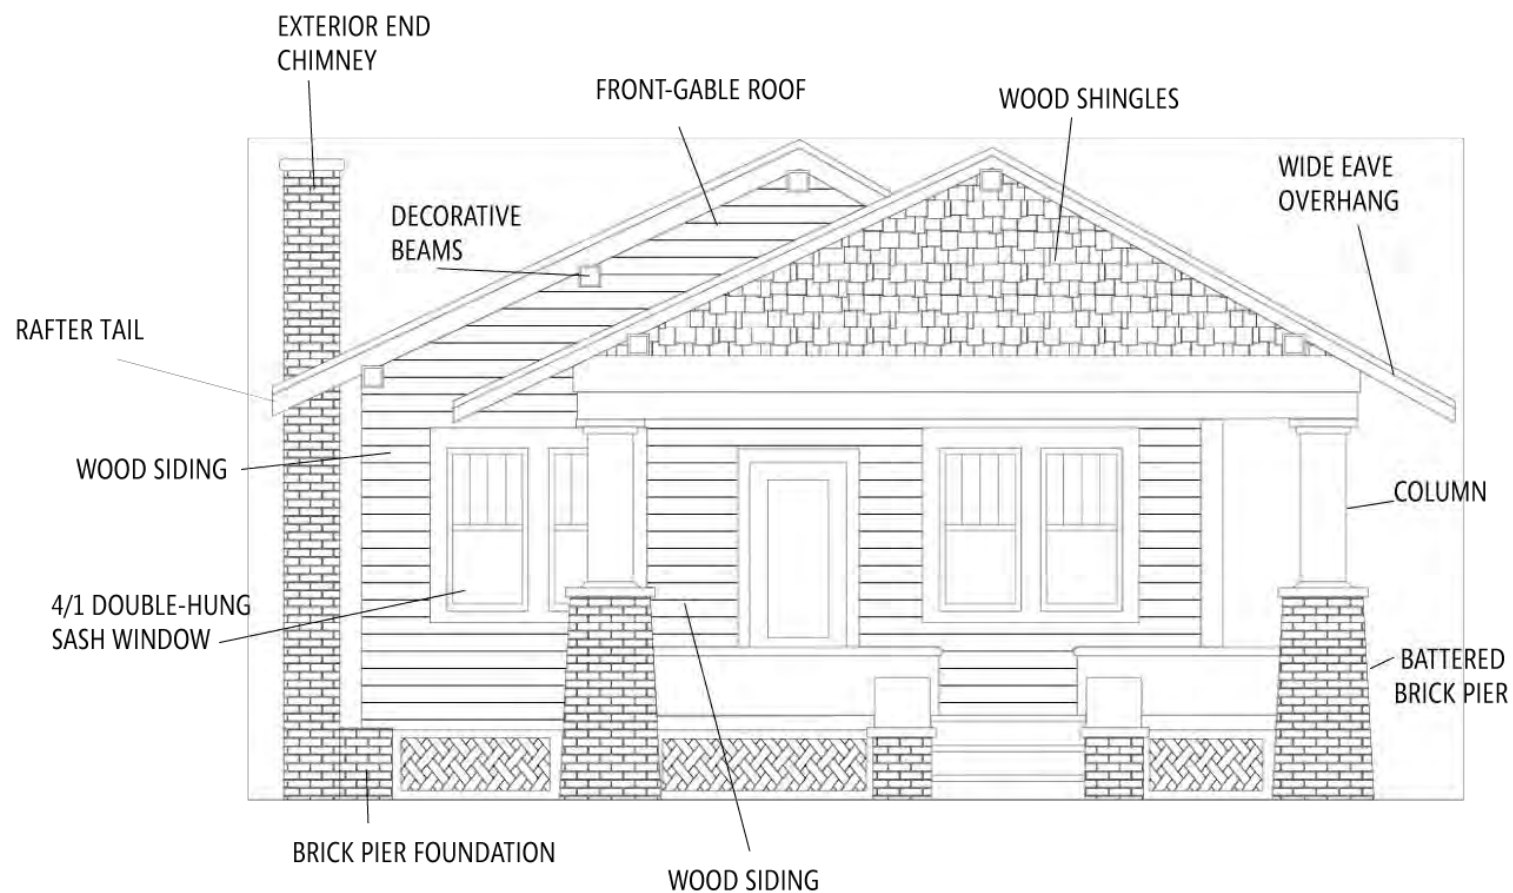 EXTERIOR END
CHIMNEY
FRONT-GABLE ROOF
WOOD SHINGLES
WIDE EAVE
OVERHANG
DECORATIVE
BEAMS
RAFTER TAIL
WOOD SIDING
COLUMN
4/1 DOUBLE-HUNG
SASH WINDOW
BATTERED
BRICK PIER
BRICK PIER FOUNDATION
WOOD SIDING